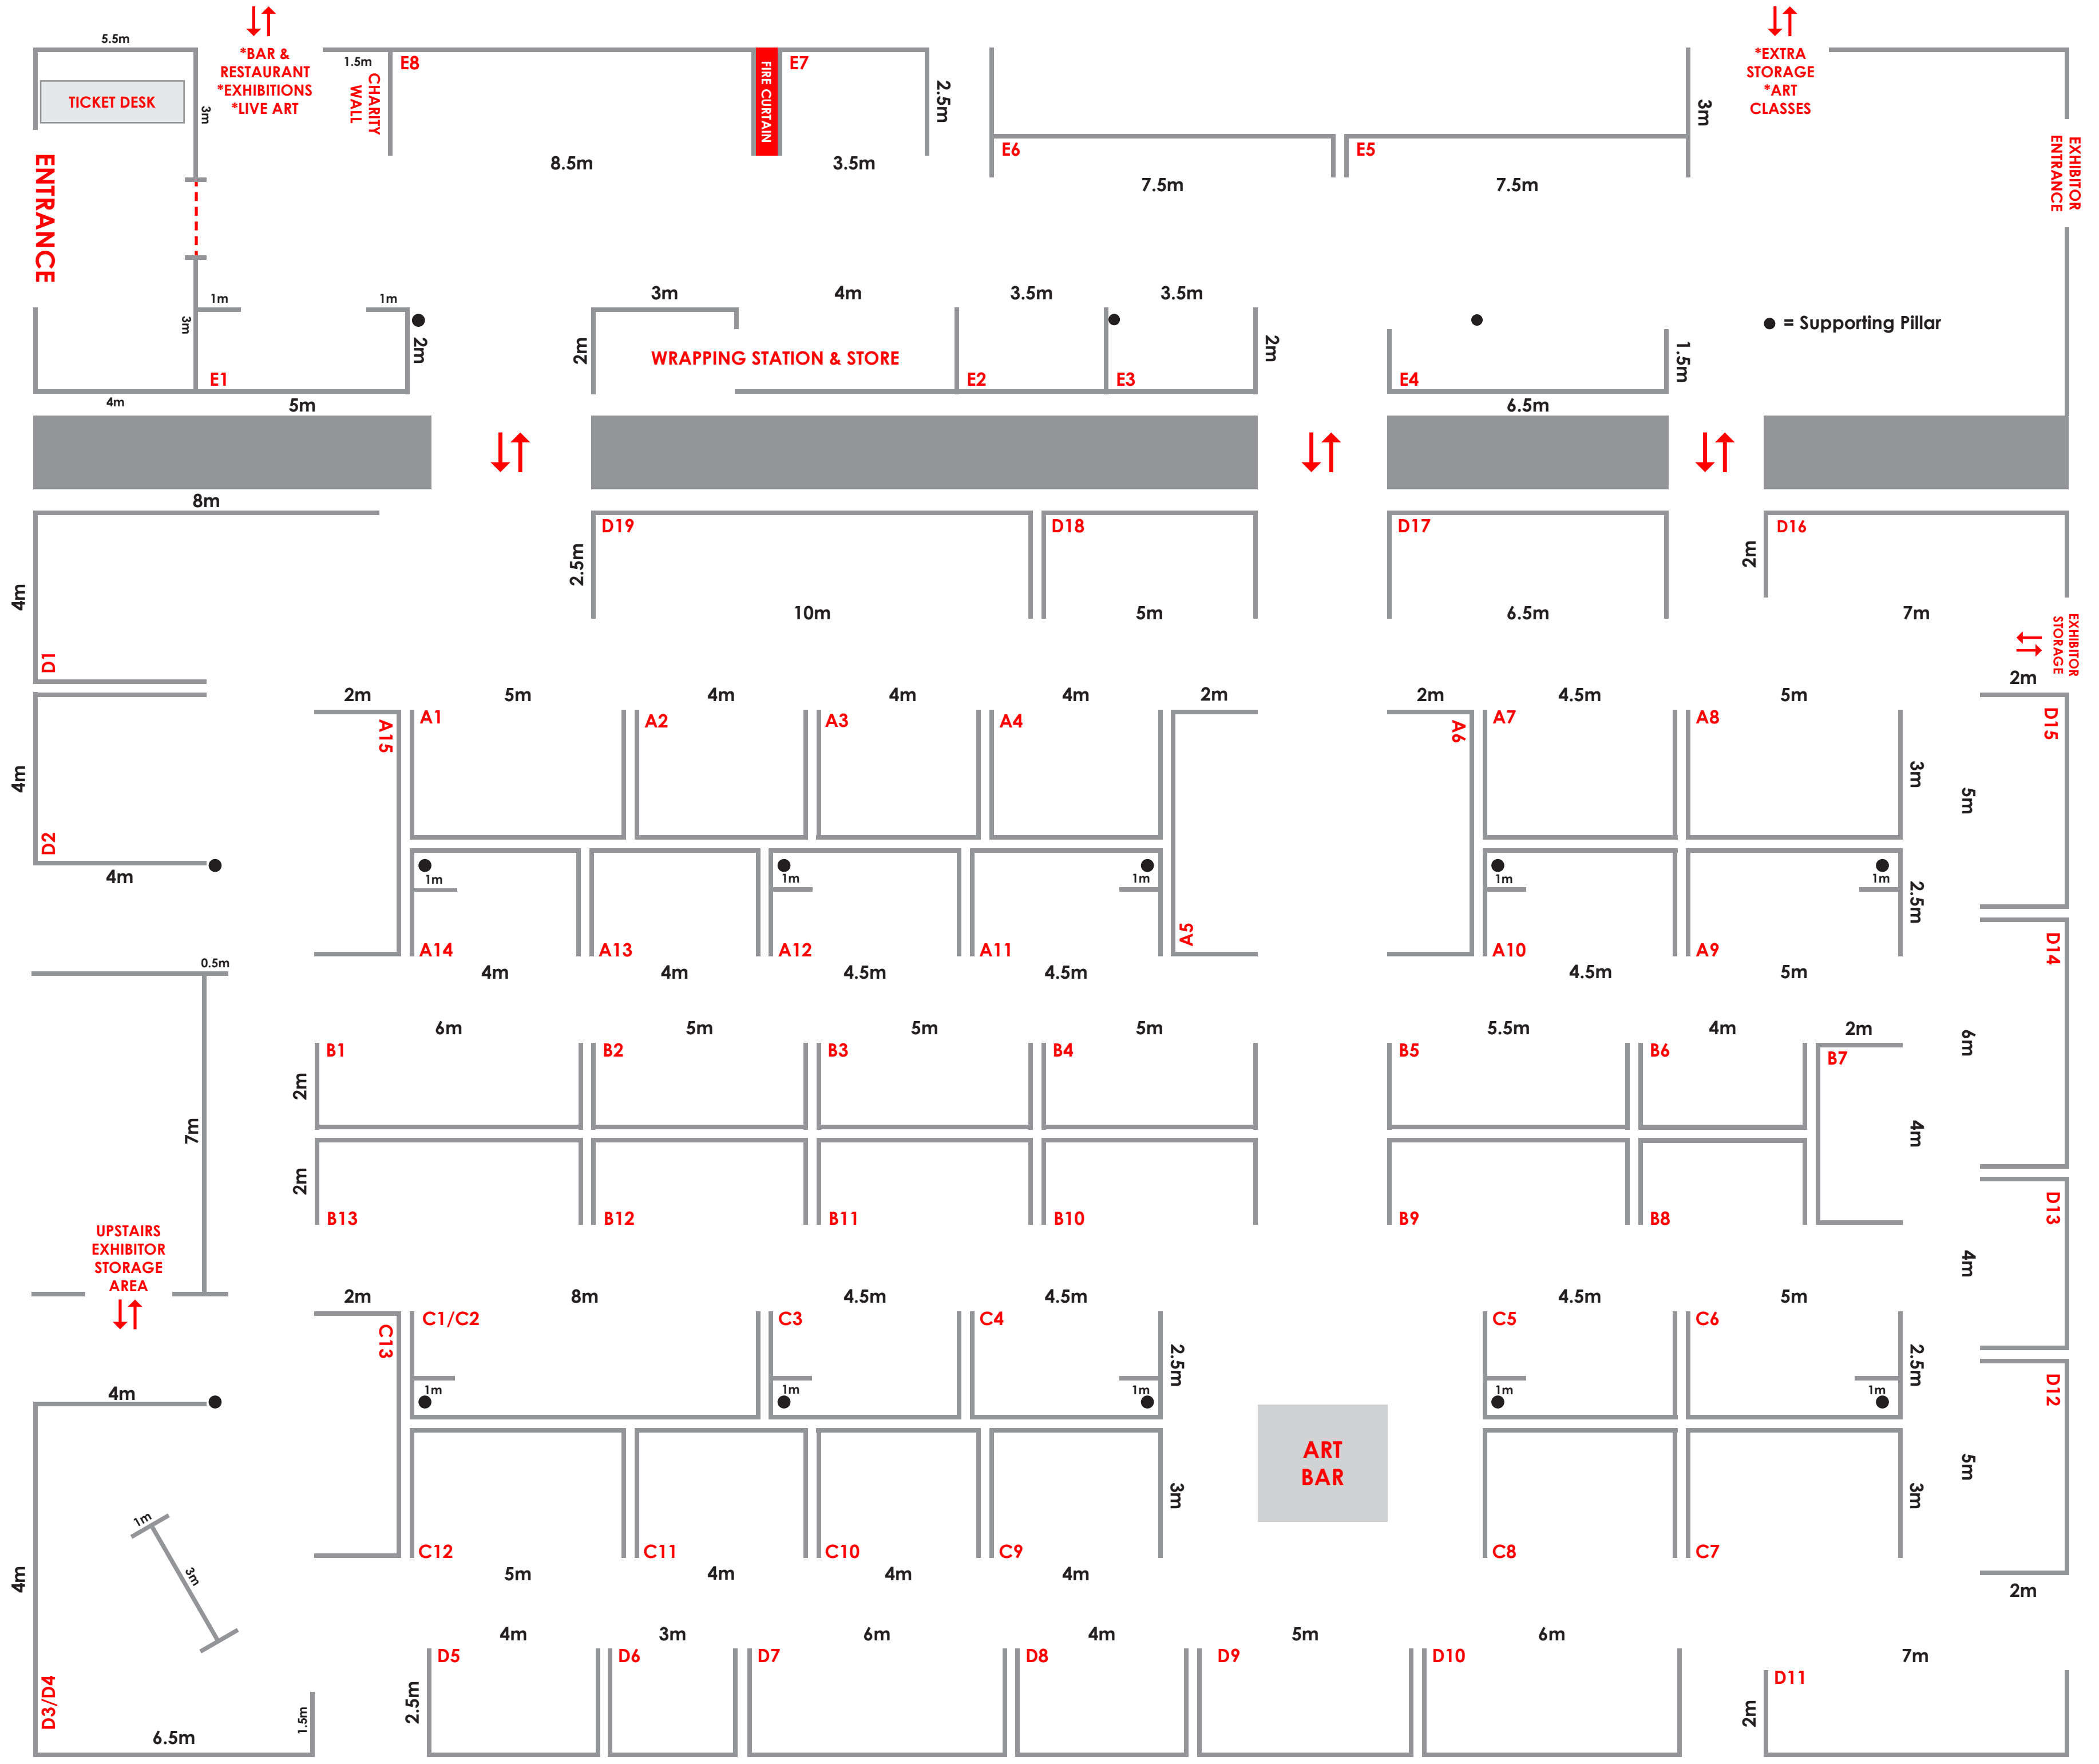 5.5m
*BAR &
RESTAURANT
*EXHIBITIONS
*LIVE ART
1.5m
CHARITY
WALL
E8
FIRE CURTAIN
E7
2.5m
*EXTRA
STORAGE
*ART
CLASSES
TICKET DESK
3m
3m
ENTRANCE
E6
E5
EXHIBITOR
ENTRANCE
8.5m
3.5m
7.5m
7.5m
1m
1m
3m
4m
3.5m
3.5m
3m
2m
2m
WRAPPING STATION & STORE
2m
1.5m
= Supporting Pillar
E1
E2
E3
E4
4m
5m
6.5m
8m
D19
D18
D17
D16
4m
2.5m
2m
10m
5m
6.5m
7m
D1
EXHIBITOR
STORAGE
2m
2m
5m
4m
4m
4m
2m
2m
4.5m
5m
A15
A1
A2
A3
A4
A6
A7
A8
D15
4m
3m
5m
D2
4m
1m
1m
1m
1m
1m
2.5m
A14
A13
A12
A11
A5
A10
A9
D14
0.5m
4m
4m
4.5m
4.5m
4.5m
5m
6m
5m
5m
5m
5.5m
4m
2m
6m
B1
B2
B3
B4
B5
B6
B7
2m
7m
4m
2m
B13
B12
B11
B10
B9
B8
D13
UPSTAIRS
EXHIBITOR
STORAGE
AREA
4m
2m
8m
4.5m
4.5m
4.5m
5m
C13
C1/C2
C3
C4
C5
C6
2.5m
2.5m
D12
4m
1m
1m
1m
1m
1m
ART
BAR
5m
3m
3m
1m
3m
4m
C12
C11
C10
C9
C8
C7
5m
4m
4m
4m
2m
4m
3m
6m
4m
5m
6m
7m
D3/D4
D5
D6
D7
D8
D9
D10
D11
2.5m
1.5m
2m
6.5m